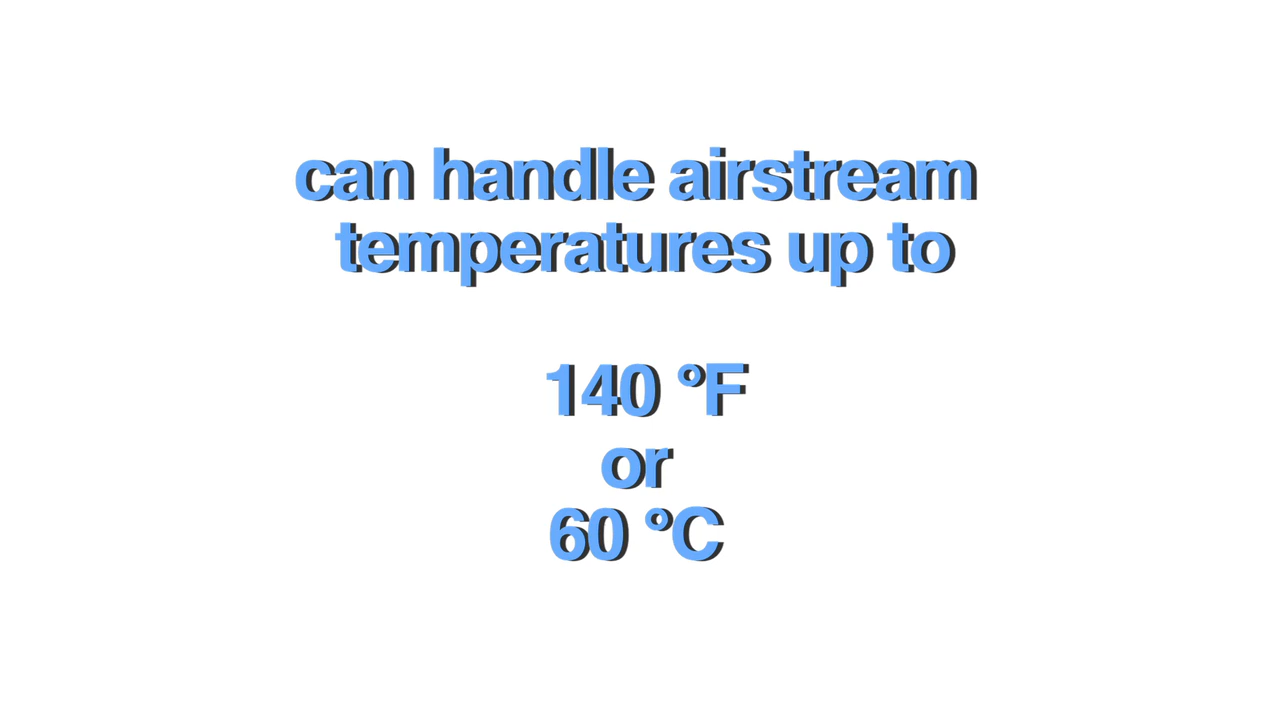 can handle airstream
temperatures up to
140 °F
or
60 °C